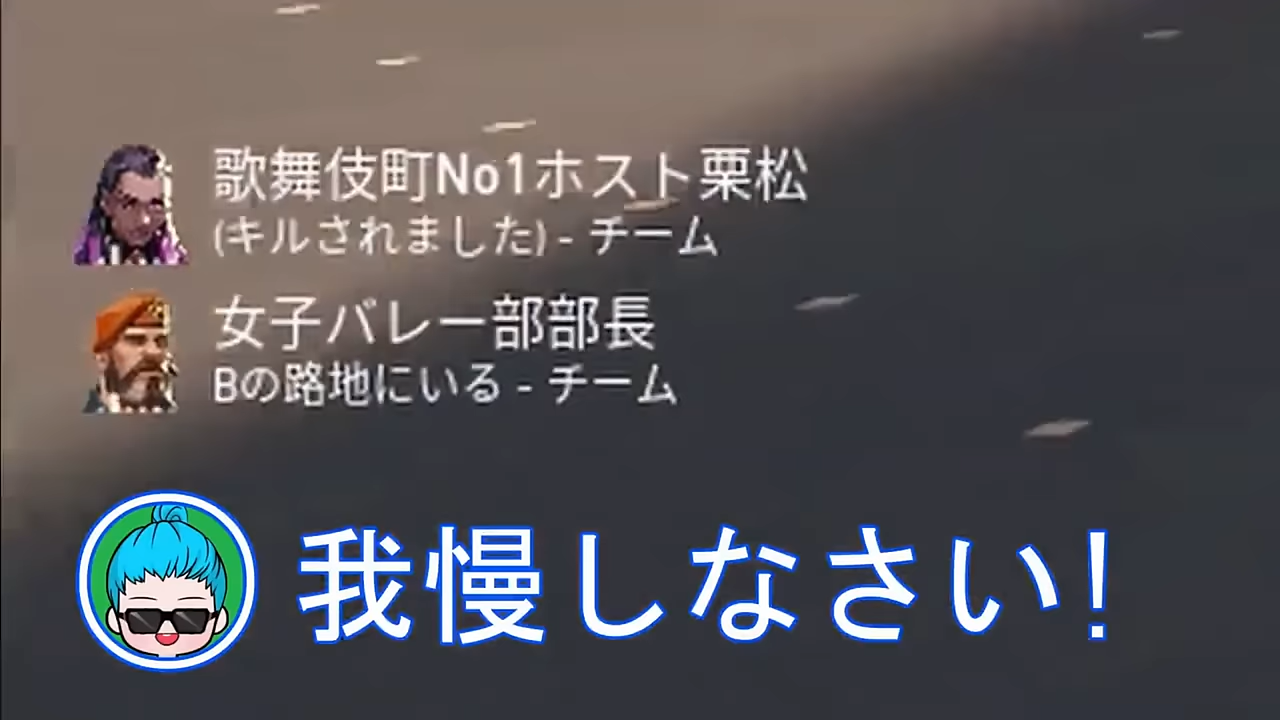 歌舞伎町No1ホスト栗松
(キルされました) - チーム
女子バレー部部長
Bの路地にいる - チーム
我慢しなさい!